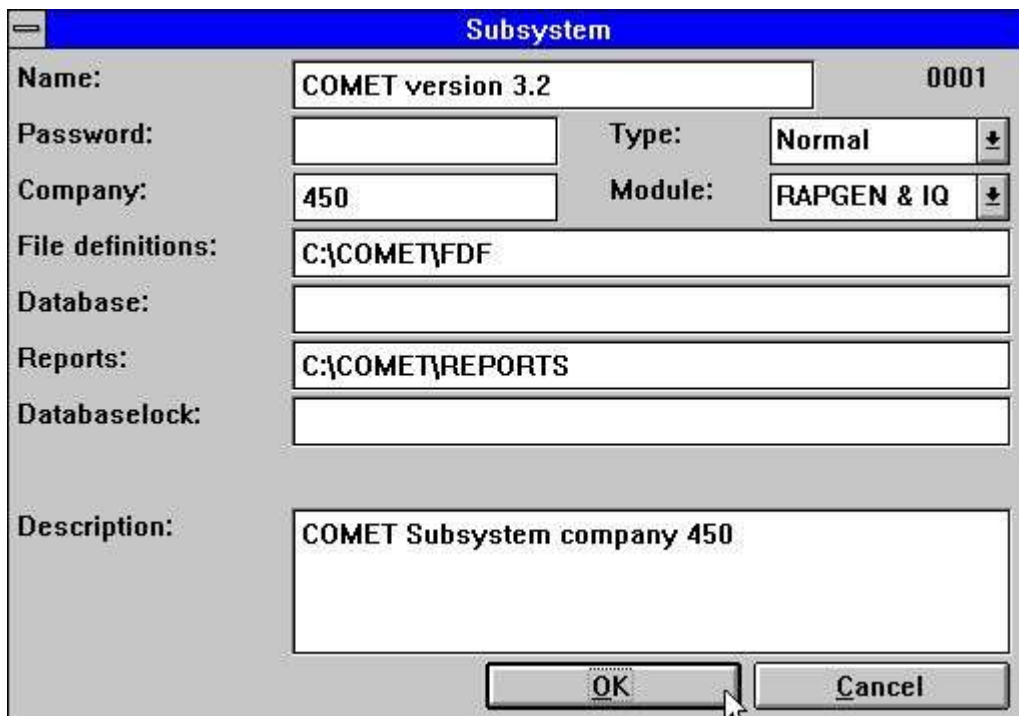 Subsystem
Name: COMET version 3.2 0001
Password: Type: Normal
Company: 450 Module: RAPGEN & IQ
File definitions: C:\COMET\FDF
Database:
Reports: C:\COMET\REPORTS
Databaselock:
Description: COMET Subsystem company 450
OK Cancel